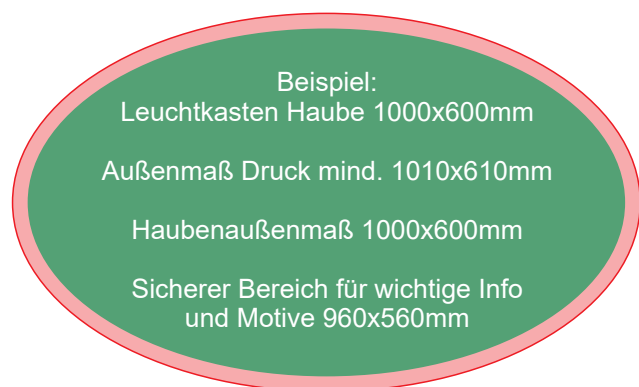 Beispiel:
Leuchtkasten Haube 1000x600mm
Außenmaß Druck mind. 1010x610mm
Haubenaußenmaß 1000x600mm
Sicherer Bereich für wichtige Info
und Motive 960x560mm